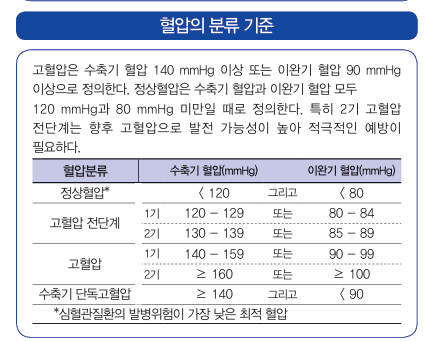 혈압의 분류 기준
고혈압은 수축기 혈압 140 mmHg 이상 또는 이완기 혈압 90 mmHg
이상으로 정의한다. 정상혈압은 수축기 혈압과 이완기 혈압 모두
120 mmHg과 80 mmHg 미만일 때로 정의한다. 특히 2기 고혈압
전단계는 향후 고혈압으로 발전 가능성이 높아 적극적인 예방이
필요하다.
혈압분류 수축기 혈압(mmHg) 이완기 혈압(mmHg)
정상혈압* < 120 그리고 < 80
고혈압 전단계 1기 120 - 129 또는 80 - 84
2기 130 - 139 또는 85 - 89
고혈압 1기 140 - 159 또는 90 - 99
2기 ≥ 160 또는 ≥ 100
수축기 단독고혈압 ≥ 140 그리고 < 90
*심혈관질환의 발병위험이 가장 낮은 최적 혈압